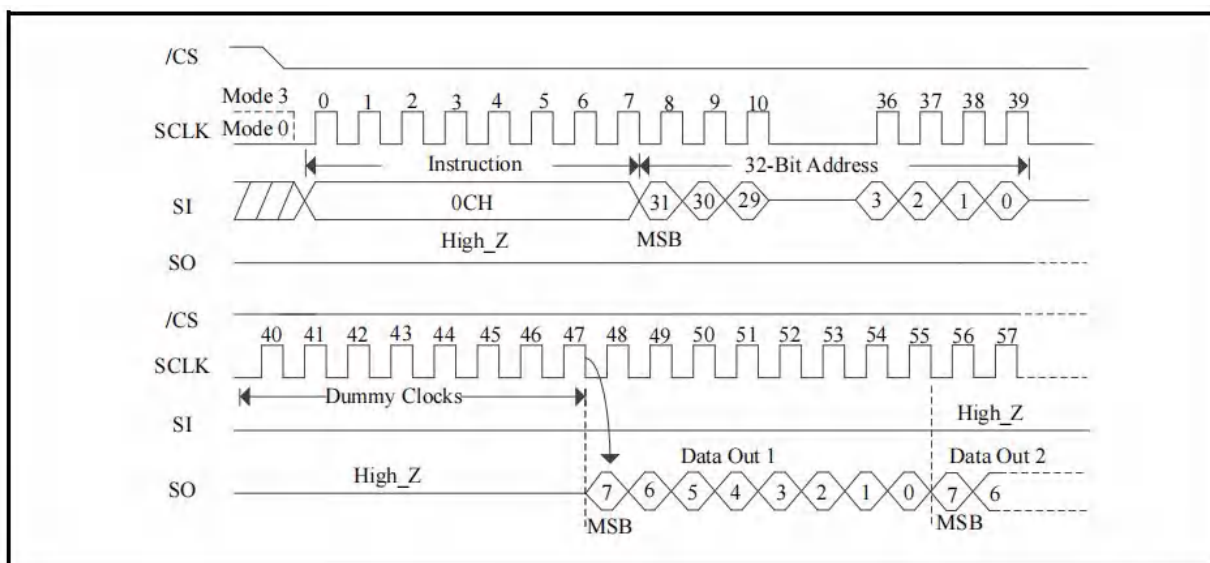 /CS
Mode 3 0 1 2 3 4 5 6 7 8 9 10 36 37 38 39
SCLK Mode 0
Instruction 32-Bit Address
SI 0CH 31 30 29 3 2 1 0
High_Z MSB
SO
/CS
40 41 42 43 44 45 46 47 48 49 50 51 52 53 54 55 56 57
SCLK
Dummy Clocks
SI High_Z
High_Z Data Out 1 Data Out 2
SO 7 6 5 4 3 2 1 0 7 6
MSB MSB